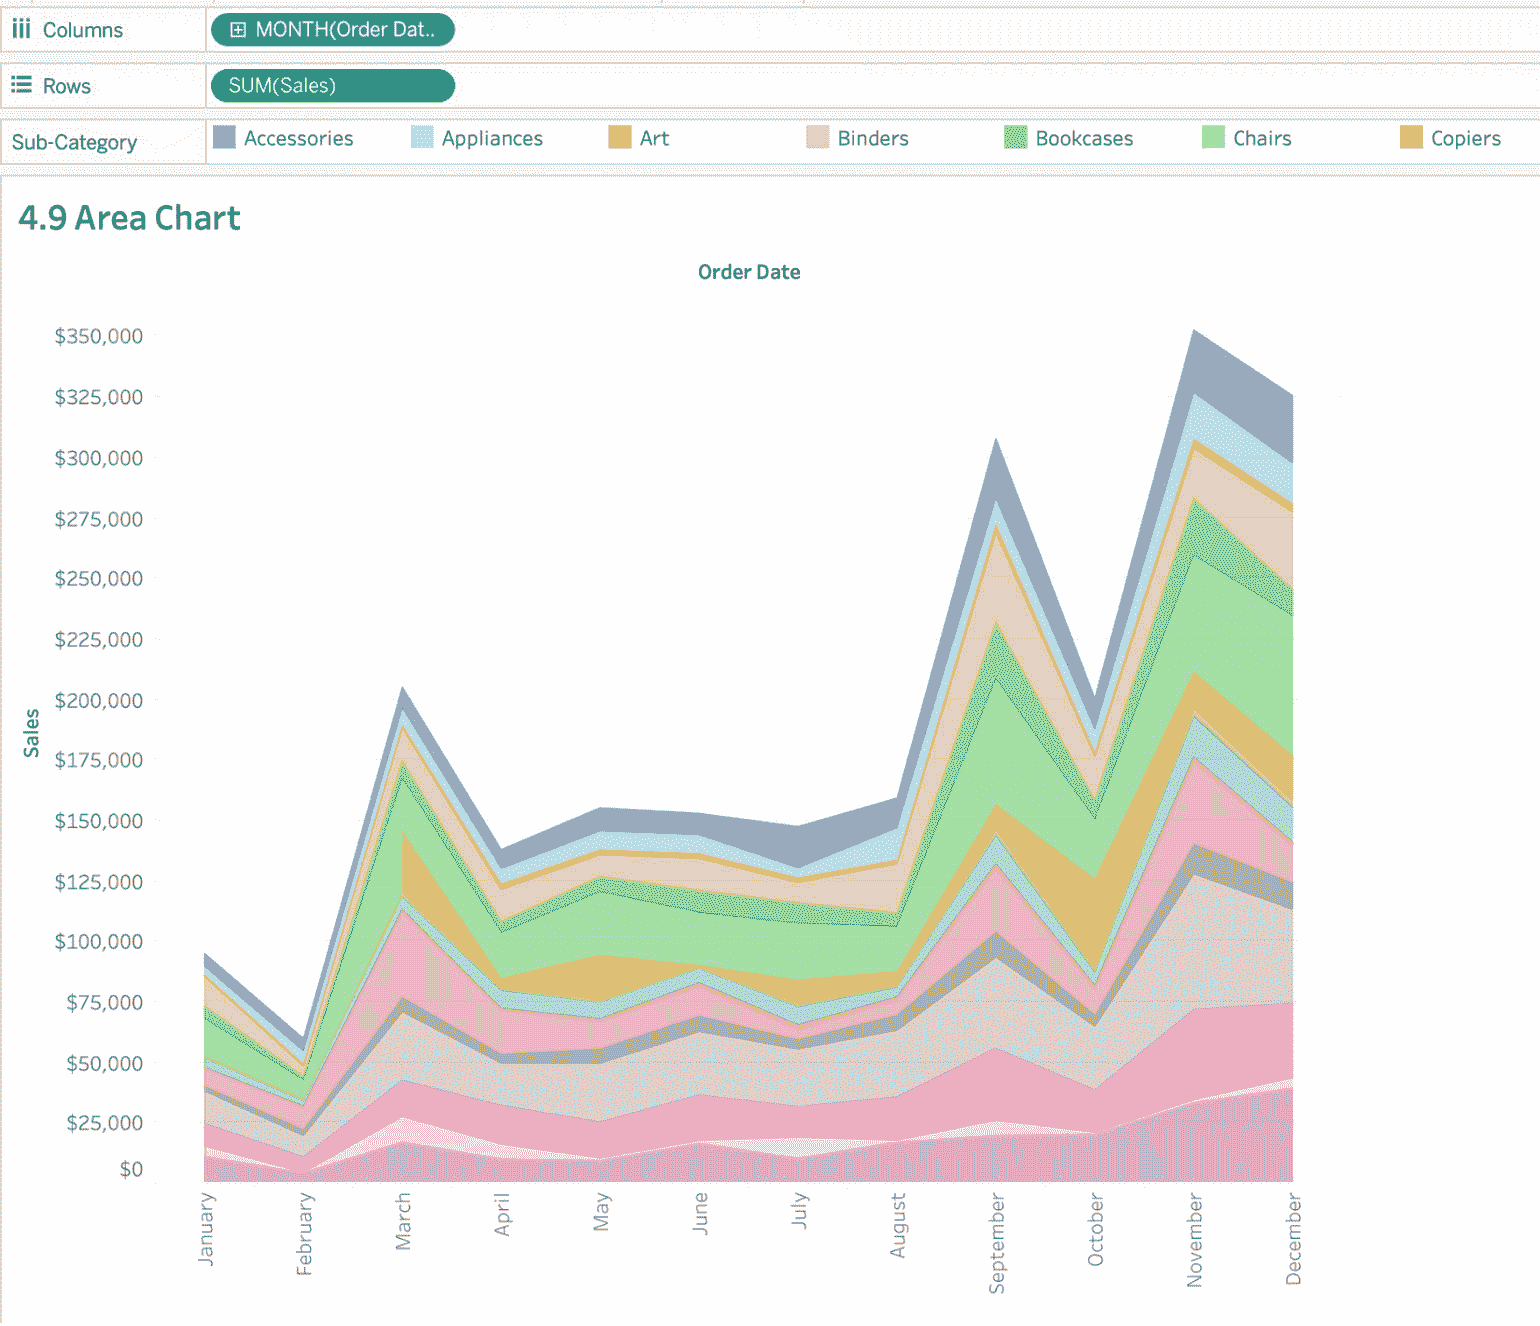 Columns MONTH(Order Dat..
Rows SUM(Sales)
Sub-Category Accessories Appliances Art Binders Bookcases Chairs Copiers
4.9 Area Chart
Order Date
$350,000
$325,000
$300,000
$275,000
$250,000
$225,000
$200,000
$175,000
$150,000
$125,000
$100,000
$75,000
$50,000
$25,000
$0
Sales
January February March April May June July August September October November December